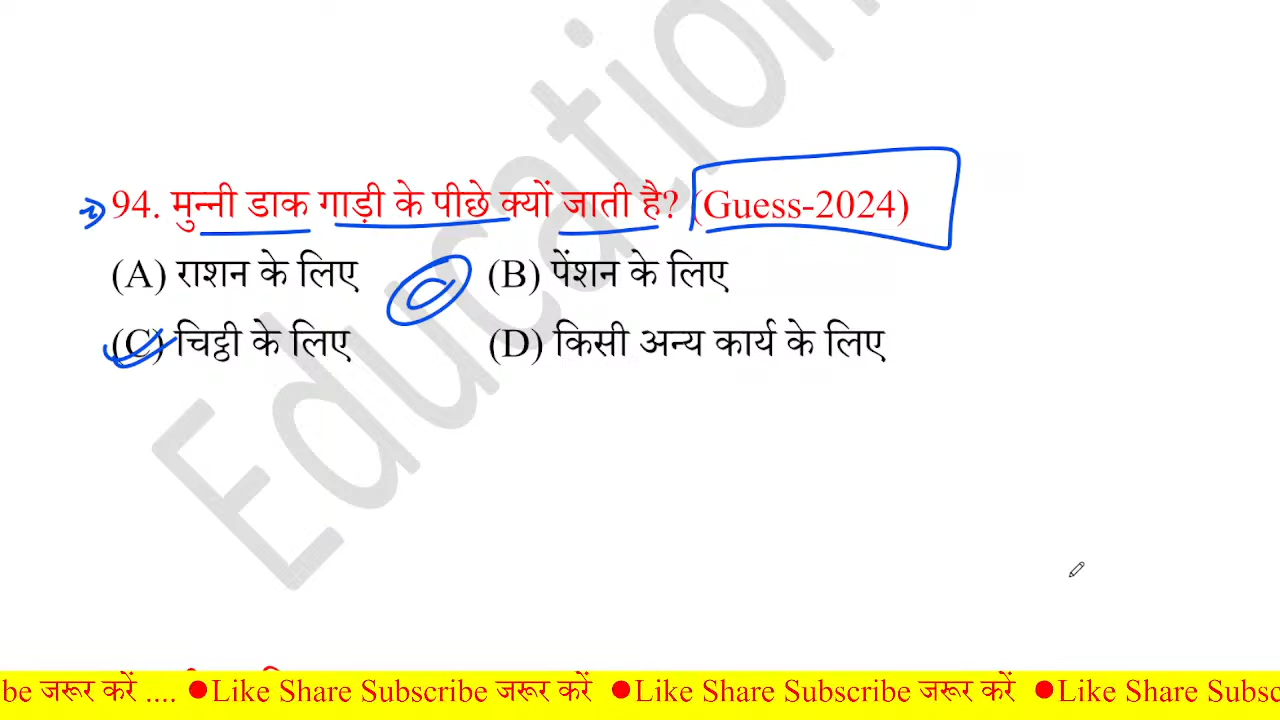 94. मुन्नी डाक गाड़ी के पीछे क्यों जाती है? (Guess-2024)
(A) राशन के लिए (B) पेंशन के लिए
(C) चिट्ठी के लिए (D) किसी अन्य कार्य के लिए
Education
be जरूर करें .... ●Like Share Subscribe जरूर करें ●Like Share Subscribe जरूर करें ●Like Share Subsc